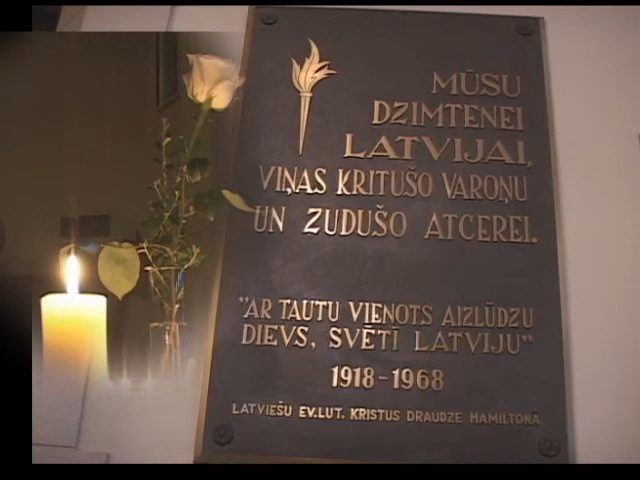 MŪSU
DZIMTENEI
LATVIJAI,
VIŅAS KRITUŠO VAROŅU
UN ZUDUŠO ATCEREI.
"AR TAUTU VIENOTS AIZLŪDZU
DIEVS, SVĒTĪ LATVIJU"
1918-1968
LATVIEŠU EV.LUT. KRISTUS DRAUDZE HAMILTONĀ